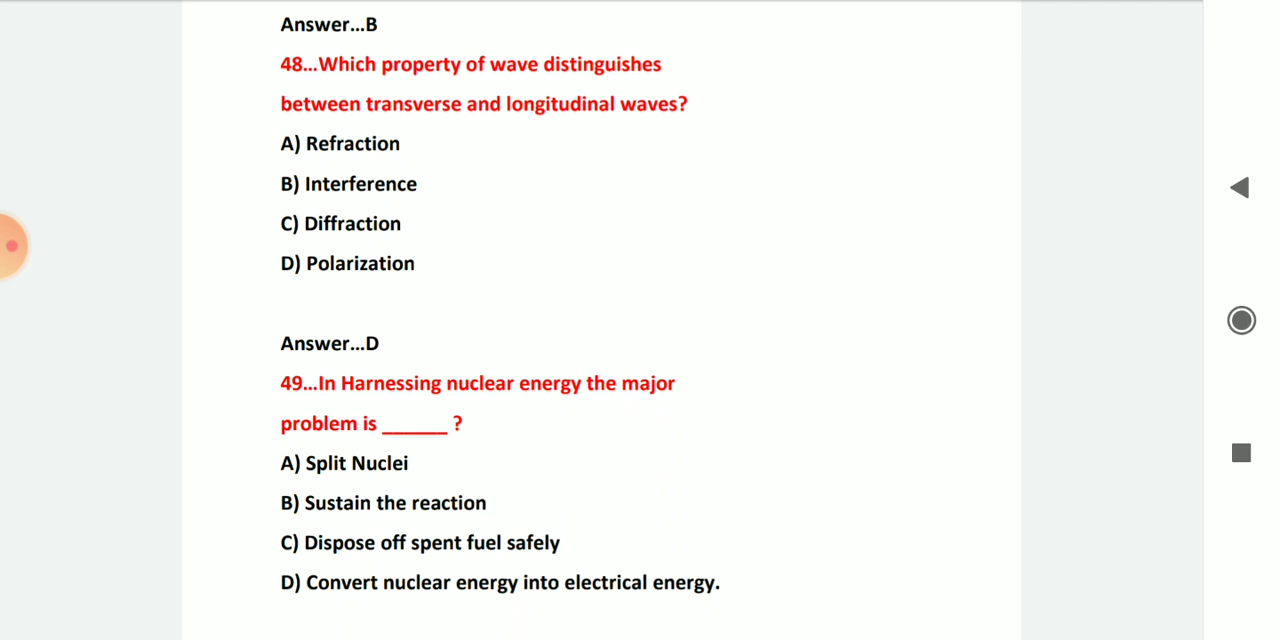 Answer...B
48...Which property of wave distinguishes
between transverse and longitudinal waves?
A) Refraction
B) Interference
C) Diffraction
D) Polarization
Answer...D
49...In Harnessing nuclear energy the major
problem is ______ ?
A) Split Nuclei
B) Sustain the reaction
C) Dispose off spent fuel safely
D) Convert nuclear energy into electrical energy.